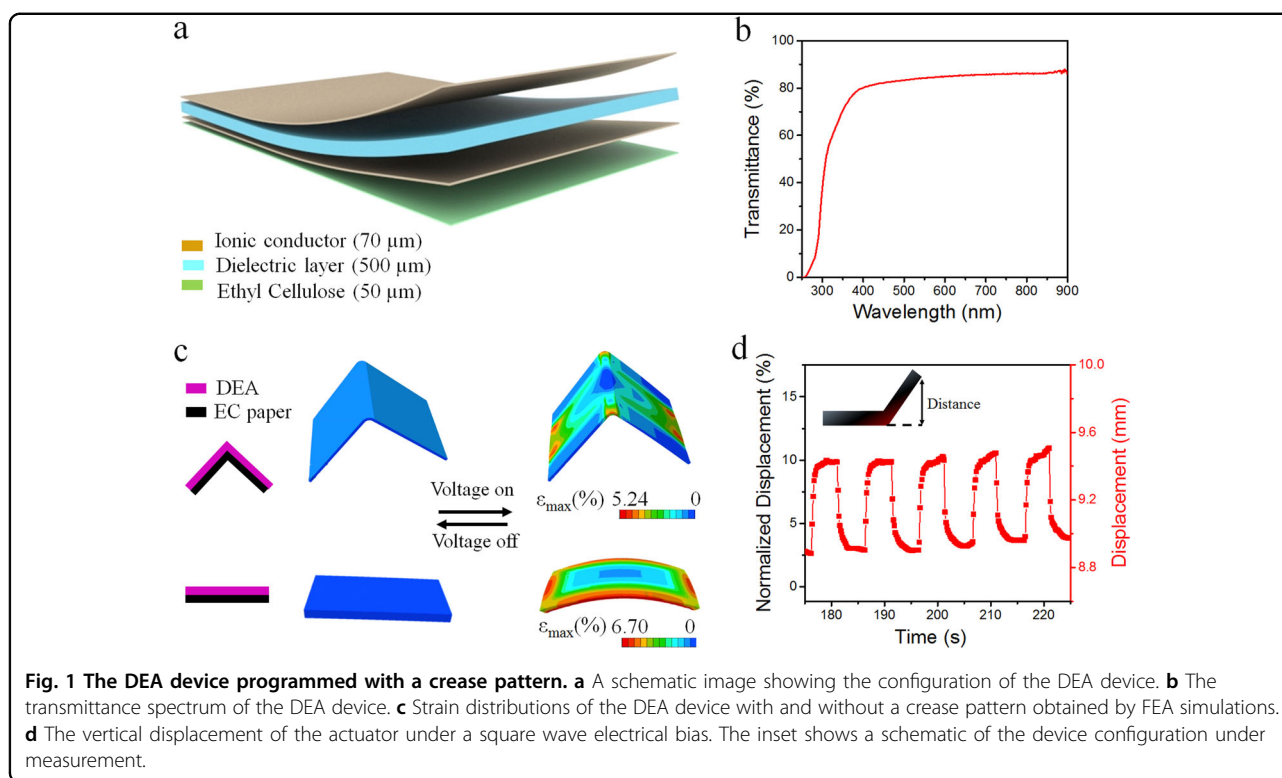 a
Ionic conductor (70 µm)
Dielectric layer (500 µm)
Ethyl Cellulose (50 µm)
b
100
80
60
40
20
0
Transmittance (%)
300 400 500 600 700 800 900
Wavelength (nm)
c
DEA
EC paper
Voltage on
Voltage off
εmax(%) 5.24 0
εmax(%) 6.70 0
d
Normalized Displacement (%)
15
10
5
0
Distance
10.0
9.6
9.2
8.8
Displacement (mm)
180 190 200 210 220
Time (s)
Fig. 1 The DEA device programmed with a crease pattern. a A schematic image showing the configuration of the DEA device. b The
transmittance spectrum of the DEA device. c Strain distributions of the DEA device with and without a crease pattern obtained by FEA simulations.
d The vertical displacement of the actuator under a square wave electrical bias. The inset shows a schematic of the device configuration under
measurement.